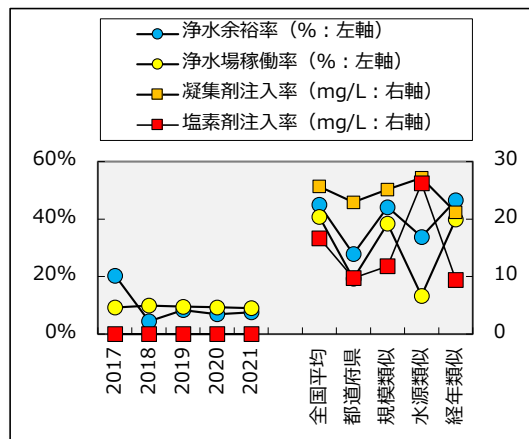 浄水余裕率（%：左軸）
浄水場稼働率（%：左軸）
凝集剤注入率（mg/L：右軸）
塩素剤注入率（mg/L：右軸）
60% 30
40% 20
20% 10
0% 0
2017 2018 2019 2020 2021 全国平均 都道府県 規模類似 水源類似 経年類似